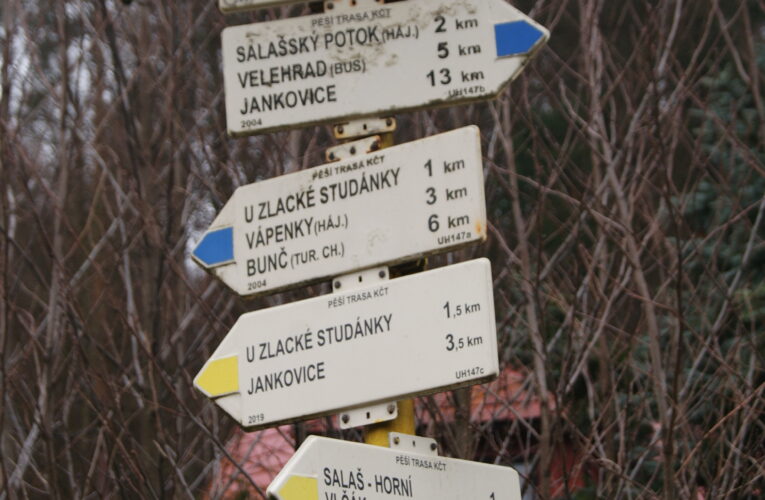 PĚŠÍ TRASA KČT
SALAŠSKÝ POTOK (HÁJ.) 2 km
VELEHRAD (BUS) 5 km
JANKOVICE 13 km
2004 UH147b
PĚŠÍ TRASA KČT
U ZLACKÉ STUDÁNKY 1 km
VÁPENKY (HÁJ.) 3 km
BUNČ (TUR. CH.) 6 km
2004 UH147a
PĚŠÍ TRASA KČT
U ZLACKÉ STUDÁNKY 1,5 km
JANKOVICE 3,5 km
2019 UH147c
PĚŠÍ TRASA KČT
SALAŠ - HORNÍ